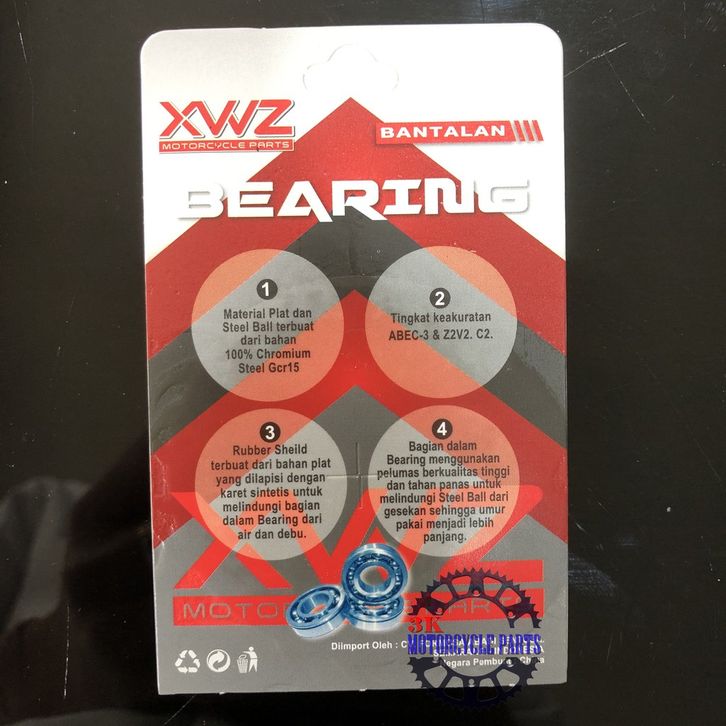 XWZ
MOTORCYCLE PARTS
BANTALAN
BEARING
1
Material Plat dan
Steel Ball terbuat
dari bahan
100% Chromium
Steel Gcr15
2
Tingkat keakuratan
ABEC-3 & Z2V2. C2.
3
Rubber Sheild
terbuat dari bahan plat
yang dilapisi dengan
karet sintetis untuk
melindungi bagian
dalam Bearing dari
air dan debu.
4
Bagian dalam
Bearing menggunakan
pelumas berkualitas tinggi
dan tahan panas untuk
melindungi Steel Ball dari
gesekan sehingga umur
pakai menjadi lebih
panjang.
XWZ
3K
MOTORCYCLE PARTS
Diimport Oleh :
Negara